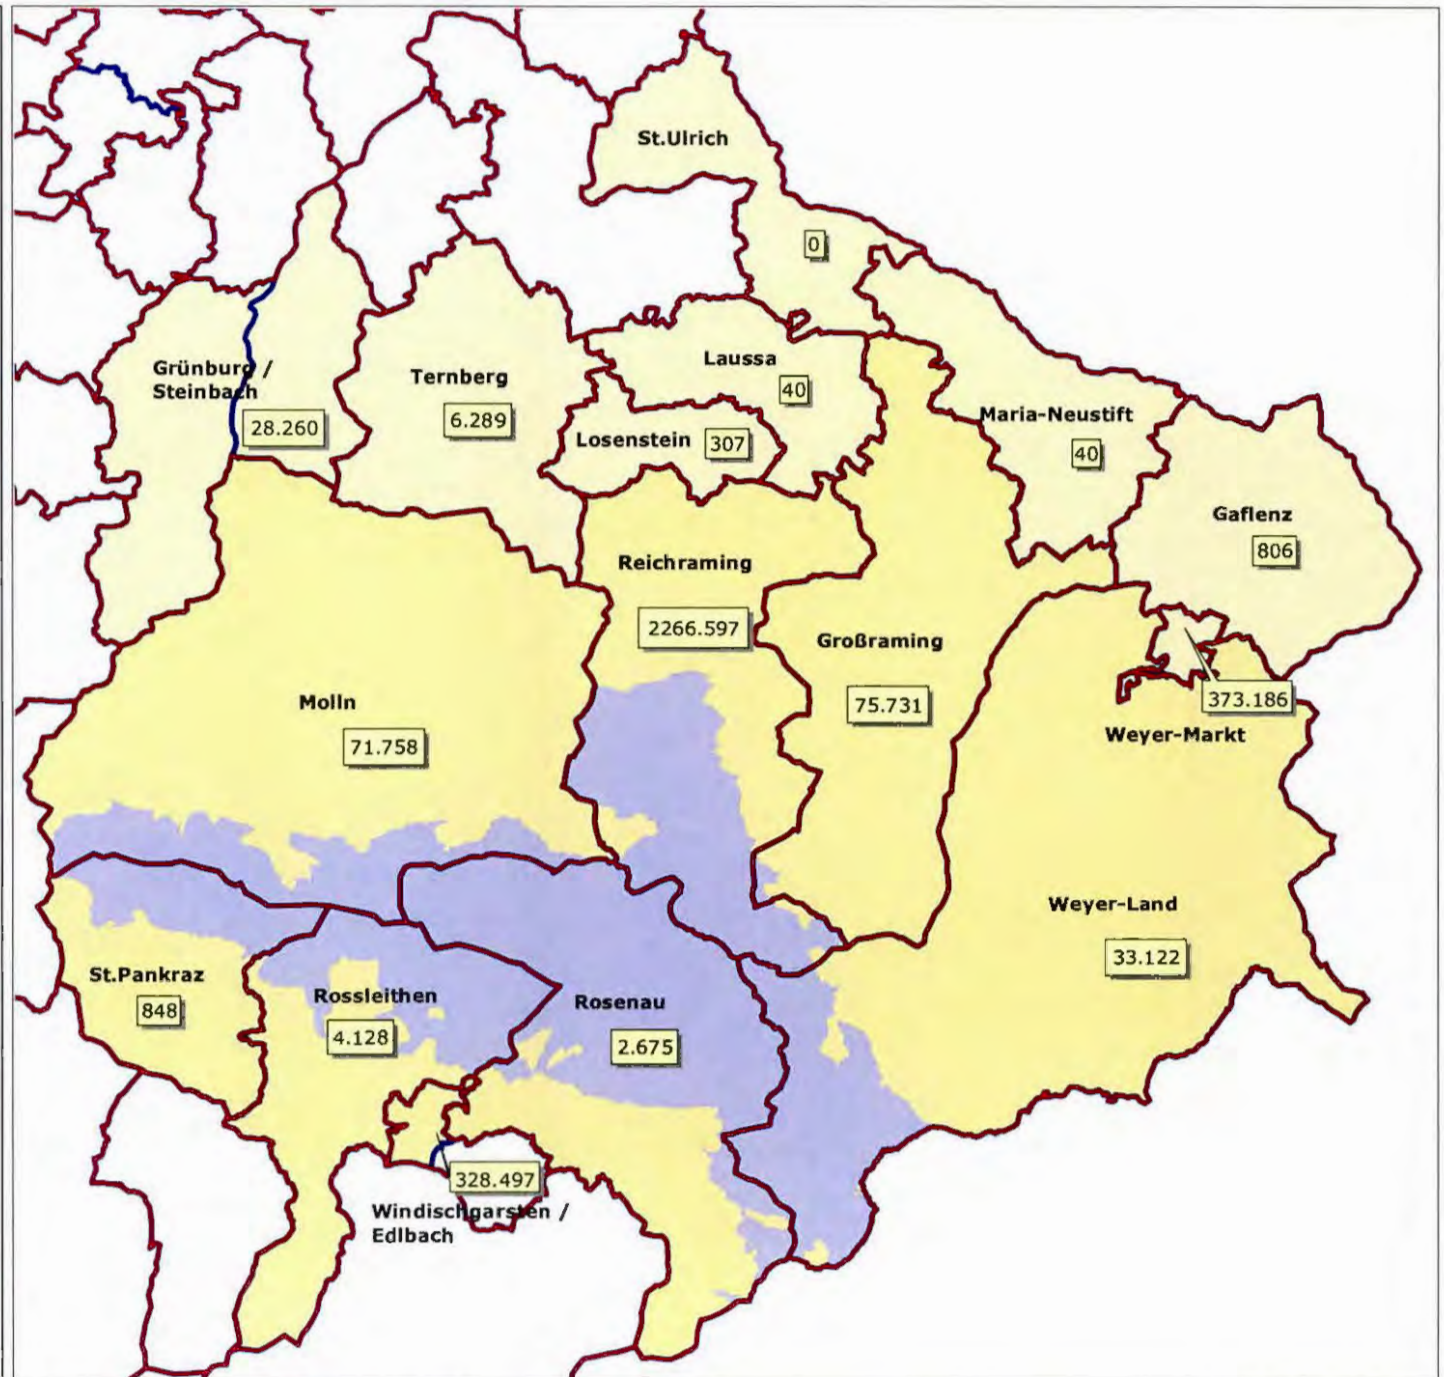 St.Ulrich
0
Grünburg /
Steinbach
28.260
Ternberg
6.289
Laussa
40
Losenstein
307
Maria-Neustift
40
Gaflenz
806
Reichraming
2266.597
Großraming
75.731
373.186
Weyer-Markt
Molln
71.758
Weyer-Land
33.122
St.Pankraz
848
Rossleithen
4.128
Rosenau
2.675
328.497
Windischgarsten /
Edlbach